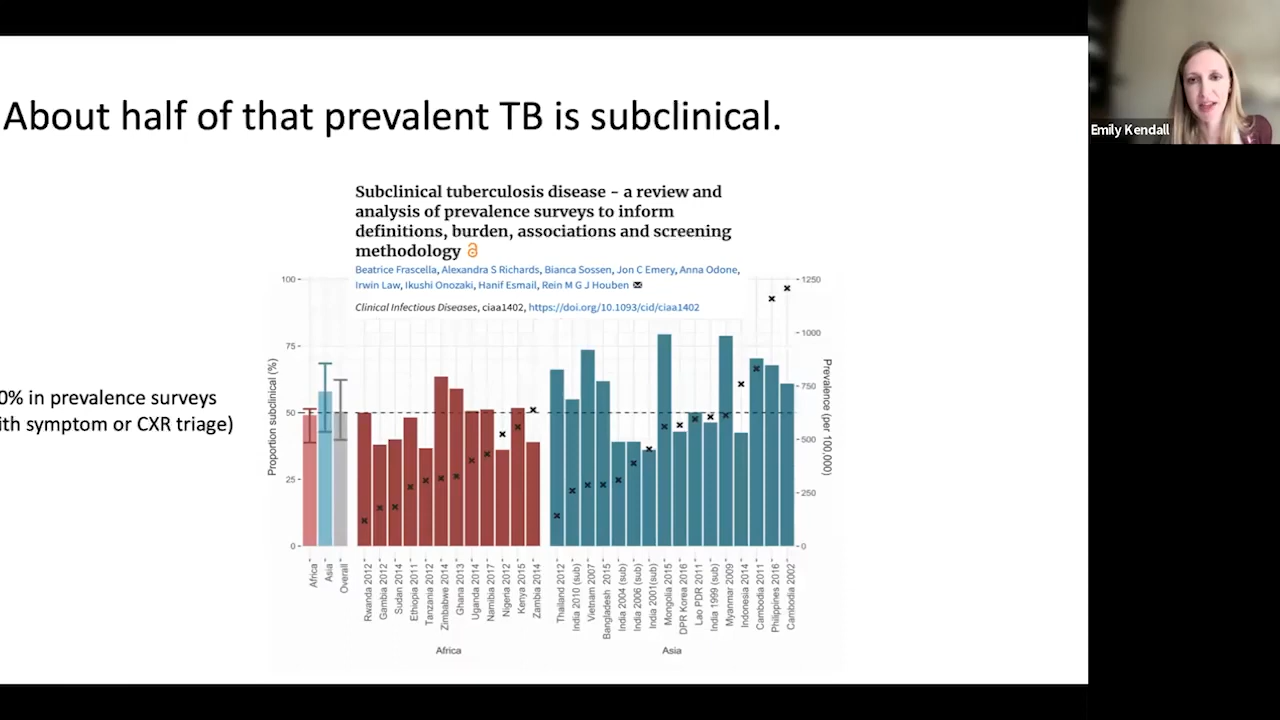 About half of that prevalent TB is subclinical.
Emily Kendall
Subclinical tuberculosis disease - a review and
analysis of prevalence surveys to inform
definitions, burden, associations and screening
methodology
Beatrice Frascella, Alexandra S Richards, Bianca Sossen, Jon C Emery, Anna Odone,
Irwin Law, Ikushi Onozaki, Hanif Esmail, Rein M G J Houben
Clinical Infectious Diseases, ciaa1402, https://doi.org/10.1093/cid/ciaa1402
0% in prevalence surveys
ith symptom or CXR triage)
Proportion subclinical (%)
100
75
50
25
0
Prevalence (per 100,000)
1250
1000
750
500
250
0
Africa
Asia
Overall
Rwanda 2012
Gambia 2012
Sudan 2014
Ethiopia 2011
Tanzania 2012
Zimbabwe 2014
Ghana 2013
Uganda 2014
Namibia 2017
Nigeria 2012
Kenya 2015
Zambia 2014
Thailand 2012
India 2010 (sub)
Vietnam 2007
Bangladesh 2015
India 2004 (sub)
India 2006 (sub)
India 2001(sub)
Mongolia 2015
DPR Korea 2016
Lao PDR 2011
India 1999 (sub)
Myanmar 2009
Indonesia 2014
Cambodia 2011
Philippines 2016
Cambodia 2002
Africa
Asia